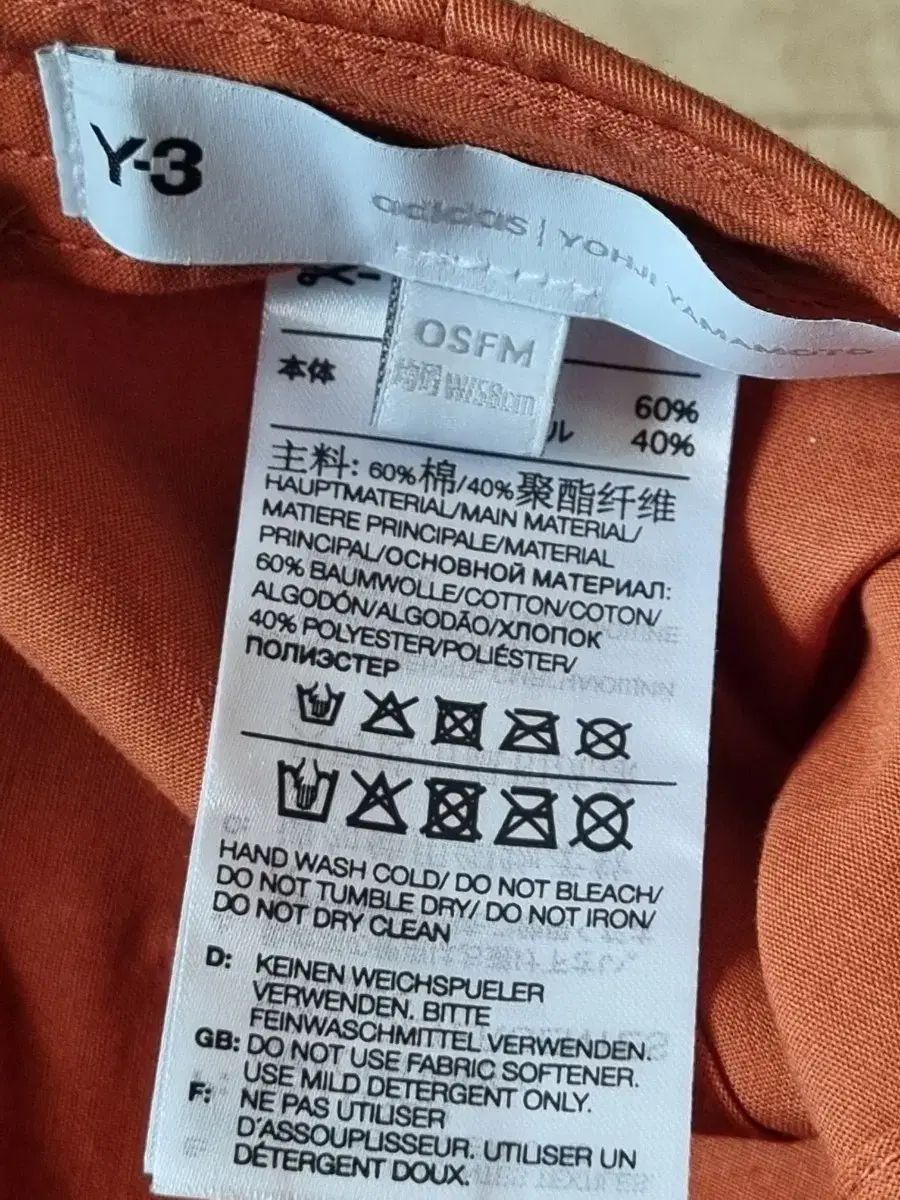 Y-3
adidas | YOHJI YAMAMOTO
OSFM
均码 W/58cm
本体
60%
ル 40%
主料: 60%棉/40%聚酯纤维
HAUPTMATERIAL/MAIN MATERIAL/
MATIERE PRINCIPALE/MATERIAL
PRINCIPAL/ОСНОВНОЙ МАТЕРИАЛ:
60% BAUMWOLLE/COTTON/COTON/
ALGODÓN/ALGODÃO/ХЛОПОК
40% POLYESTER/POLIÉSTER/
ПОЛИЭСТЕР
HAND WASH COLD/ DO NOT BLEACH/
DO NOT TUMBLE DRY/ DO NOT IRON/
DO NOT DRY CLEAN
D: KEINEN WEICHSPUELER
VERWENDEN. BITTE
FEINWASCHMITTEL VERWENDEN.
GB: DO NOT USE FABRIC SOFTENER.
USE MILD DETERGENT ONLY.
F: NE PAS UTILISER
D'ASSOUPLISSEUR. UTILISER UN
DÉTERGENT DOUX.